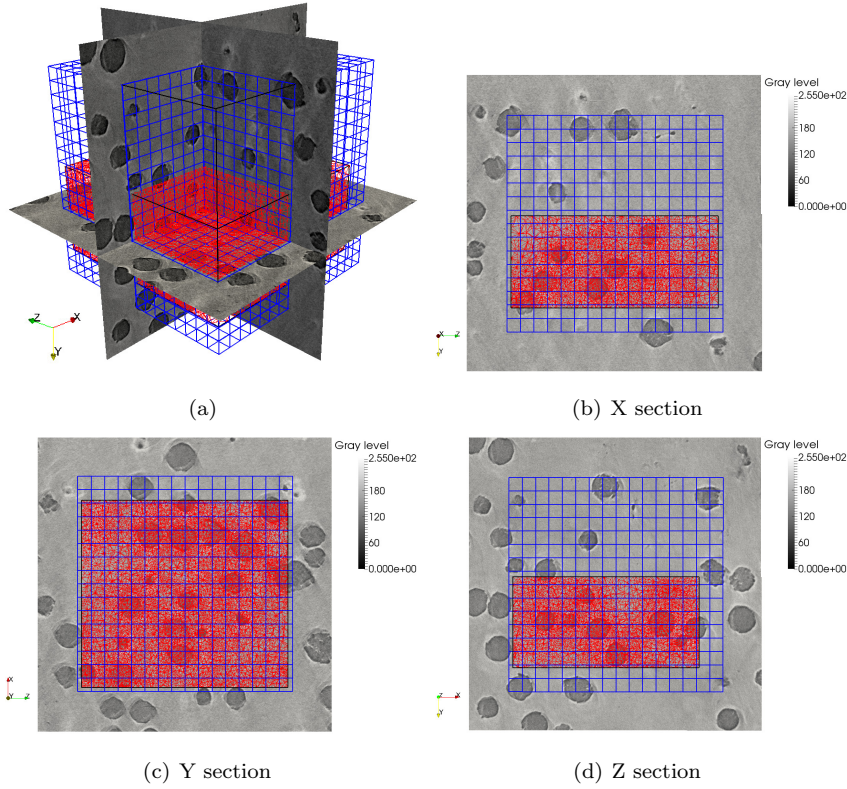 Z
X
Y
(a)
Gray level
2.550e+02
180
120
60
0.000e+00
X
Z
Y
(b) X section
Gray level
2.550e+02
180
120
60
0.000e+00
X
Y
Z
(c) Y section
Gray level
2.550e+02
180
120
60
0.000e+00
Z
X
Y
(d) Z section